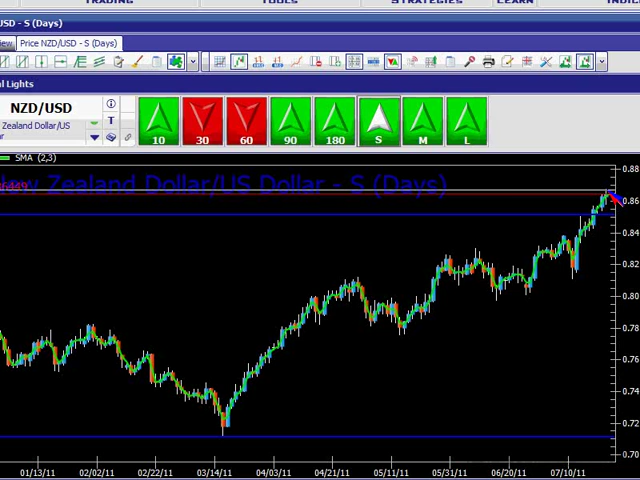 TRADING TOOLS STRATEGIES LEARN
USD - S (Days)
iew Price NZD/USD - S (Days)
al Lights
NZD/USD
Zealand Dollar/US
T
10 30 60 90 180 S M L
SMA (2,3)
New Zealand Dollar/US Dollar - S (Days)
0.88
0.86
0.84
0.82
0.80
0.78
0.76
0.74
0.72
0.70
01/13/11 02/02/11 02/22/11 03/14/11 04/03/11 04/21/11 05/11/11 05/31/11 06/20/11 07/10/11